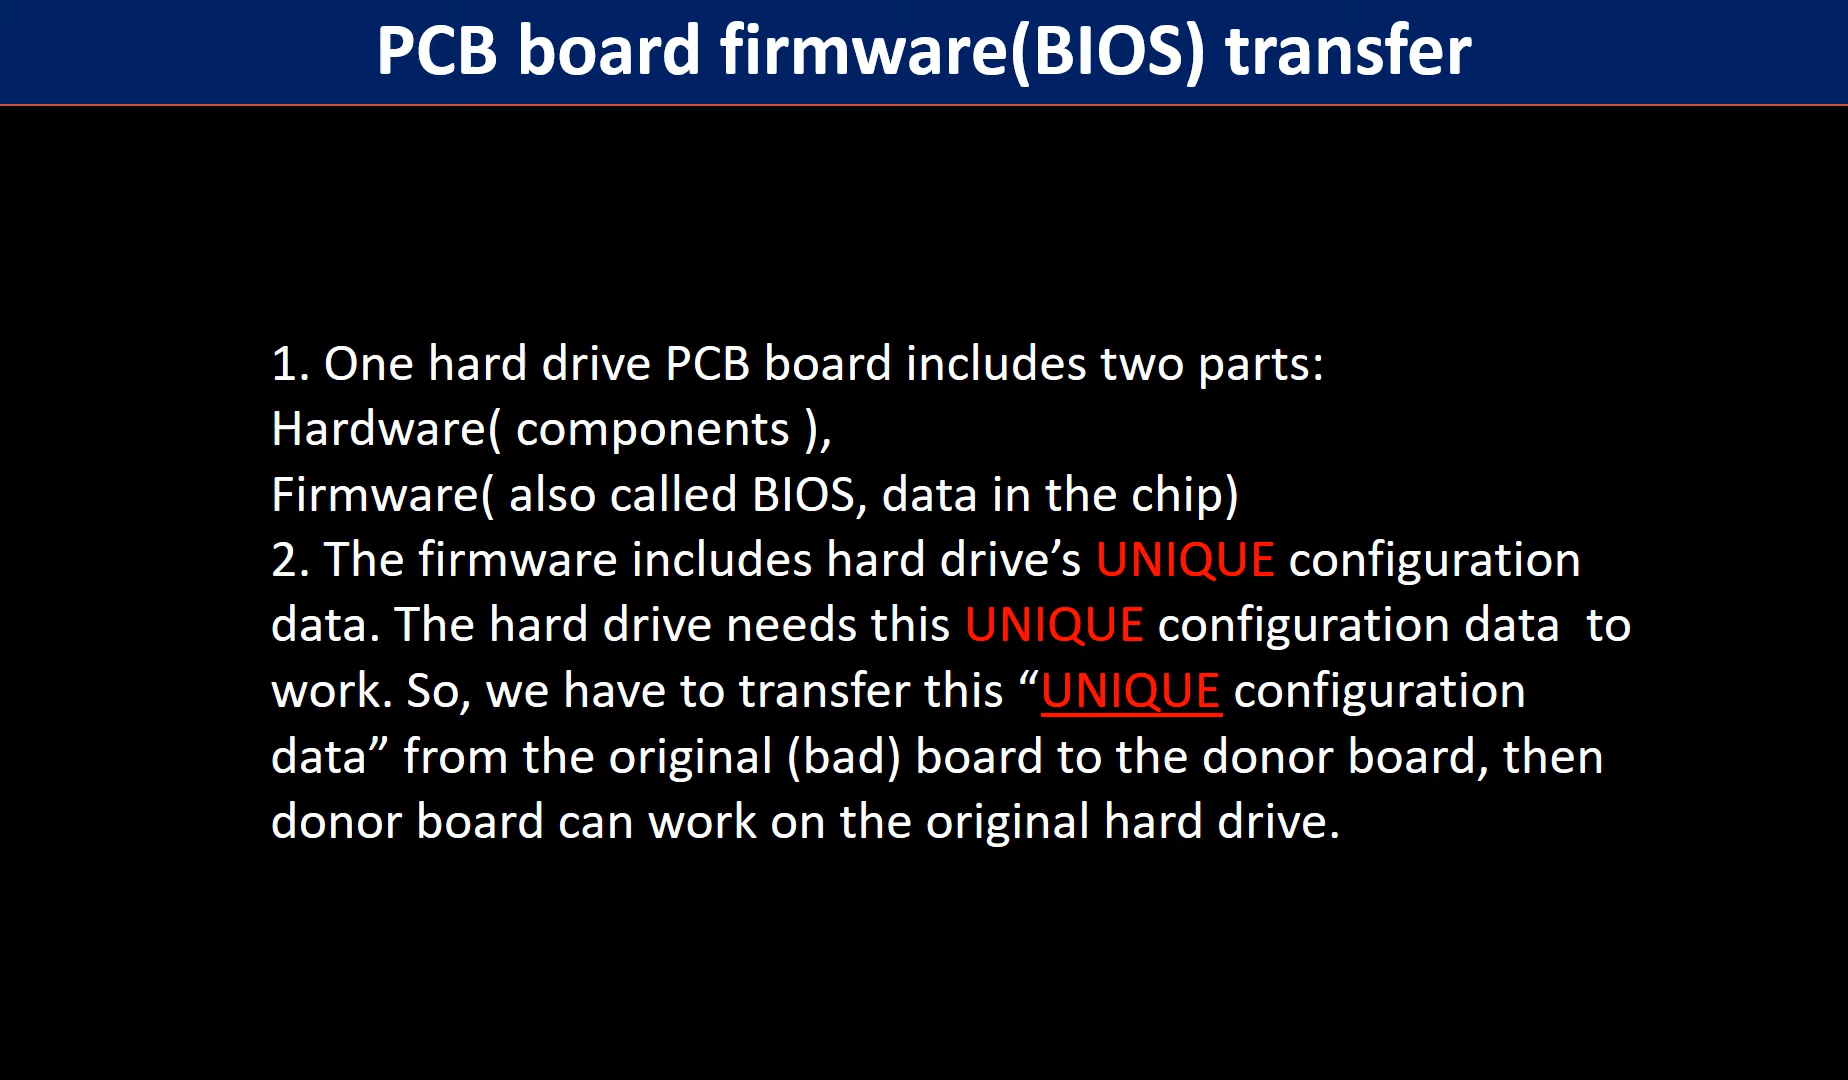 PCB board firmware(BIOS) transfer
1. One hard drive PCB board includes two parts:
Hardware( components ),
Firmware( also called BIOS, data in the chip)
2. The firmware includes hard drive’s UNIQUE configuration
data. The hard drive needs this UNIQUE configuration data  to
work. So, we have to transfer this “UNIQUE configuration
data” from the original (bad) board to the donor board, then
donor board can work on the original hard drive.